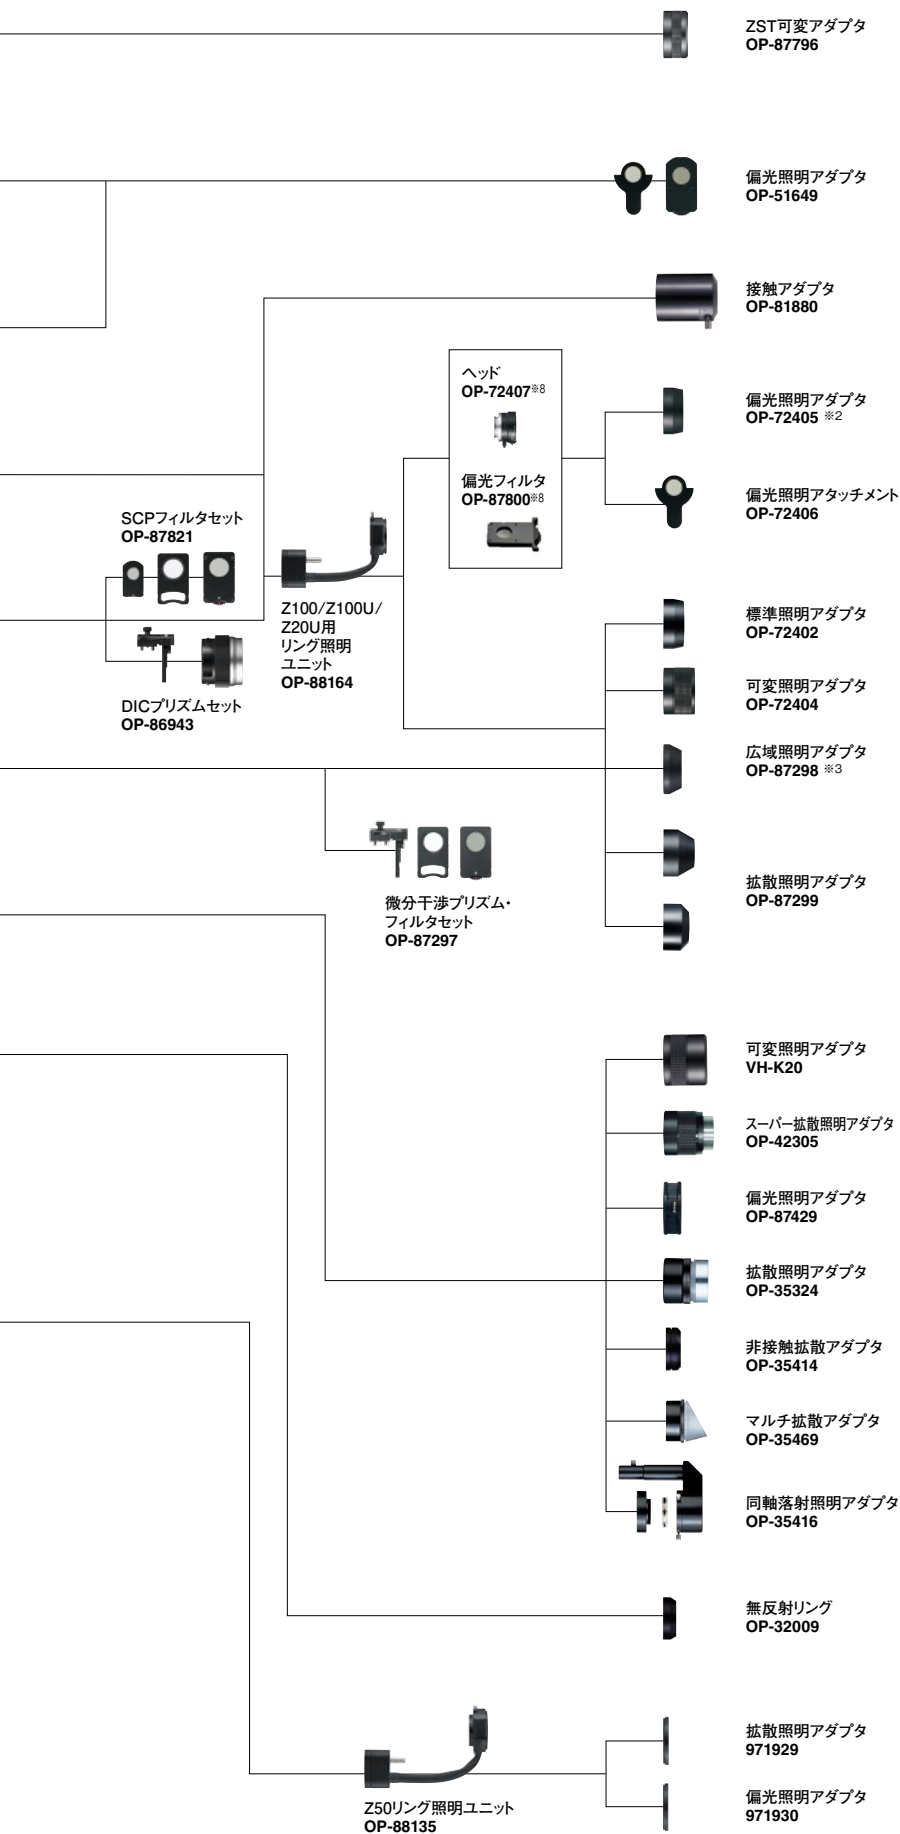 ZST可変アダプタ
OP-87796
偏光照明アダプタ
OP-51649
接触アダプタ
OP-81880
ヘッド
OP-72407※8
偏光フィルタ
OP-87800※8
偏光照明アダプタ
OP-72405 ※2
偏光照明アタッチメント
OP-72406
SCPフィルタセット
OP-87821
Z100/Z100U/
Z20U用
リング照明
ユニット
OP-88164
DICプリズムセット
OP-86943
標準照明アダプタ
OP-72402
可変照明アダプタ
OP-72404
広域照明アダプタ
OP-87298 ※3
拡散照明アダプタ
OP-87299
微分干渉プリズム・
フィルタセット
OP-87297
可変照明アダプタ
VH-K20
スーパー拡散照明アダプタ
OP-42305
偏光照明アダプタ
OP-87429
拡散照明アダプタ
OP-35324
非接触拡散アダプタ
OP-35414
マルチ拡散アダプタ
OP-35469
同軸落射照明アダプタ
OP-35416
無反射リング
OP-32009
Z50リング照明ユニット
OP-88135
拡散照明アダプタ
971929
偏光照明アダプタ
971930